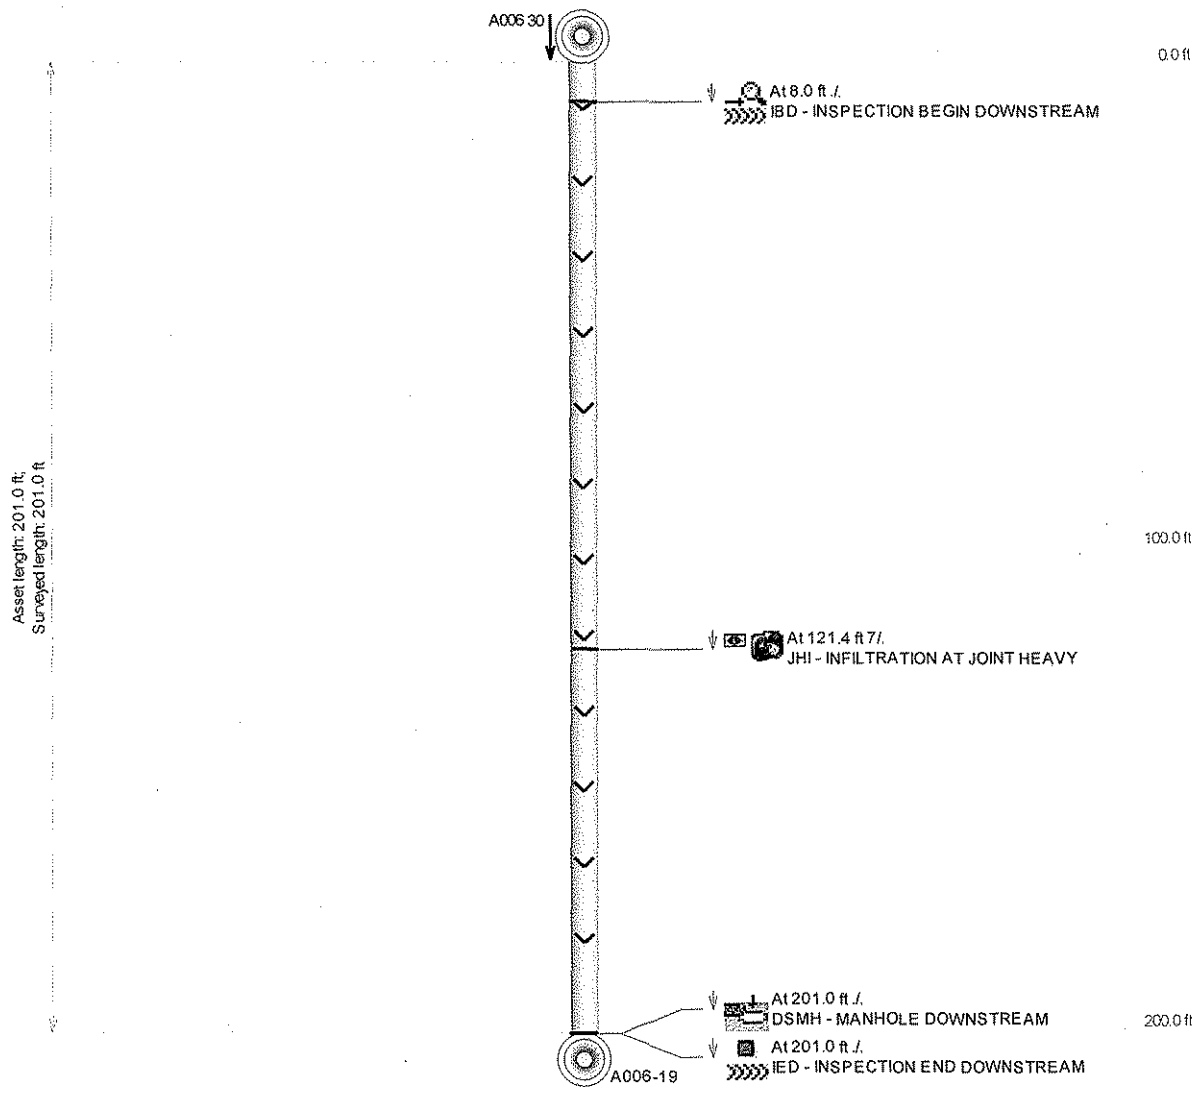 A006 30
0.0 ft
At 8.0 ft ./.
IBD - INSPECTION BEGIN DOWNSTREAM
Asset length: 201.0 ft;
Surveyed length: 201.0 ft
100.0 ft
At 121.4 ft 7/.
JHI - INFILTRATION AT JOINT HEAVY
At 201.0 ft ./.
DSMH - MANHOLE DOWNSTREAM
200.0 ft
At 201.0 ft ./.
IED - INSPECTION END DOWNSTREAM
A006-19